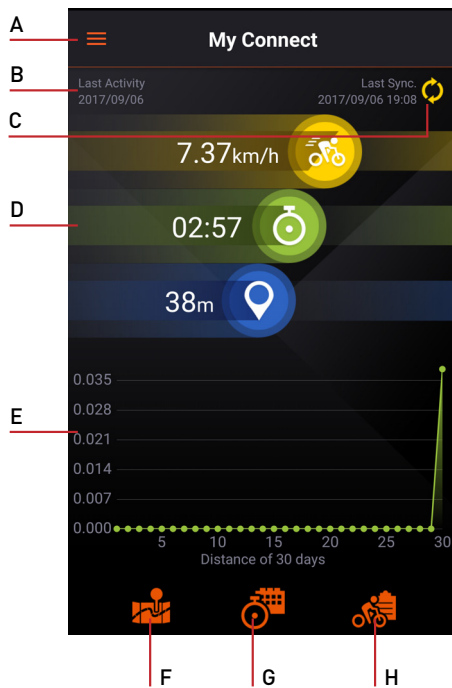 A
My Connect
B
Last Activity
2017/09/06
Last Sync.
2017/09/06 19:08
C
7.37km/h
D
02:57
38m
0.035
0.028
E
0.021
0.014
0.007
0.000
5 10 15 20 25 30
Distance of 30 days
F G H